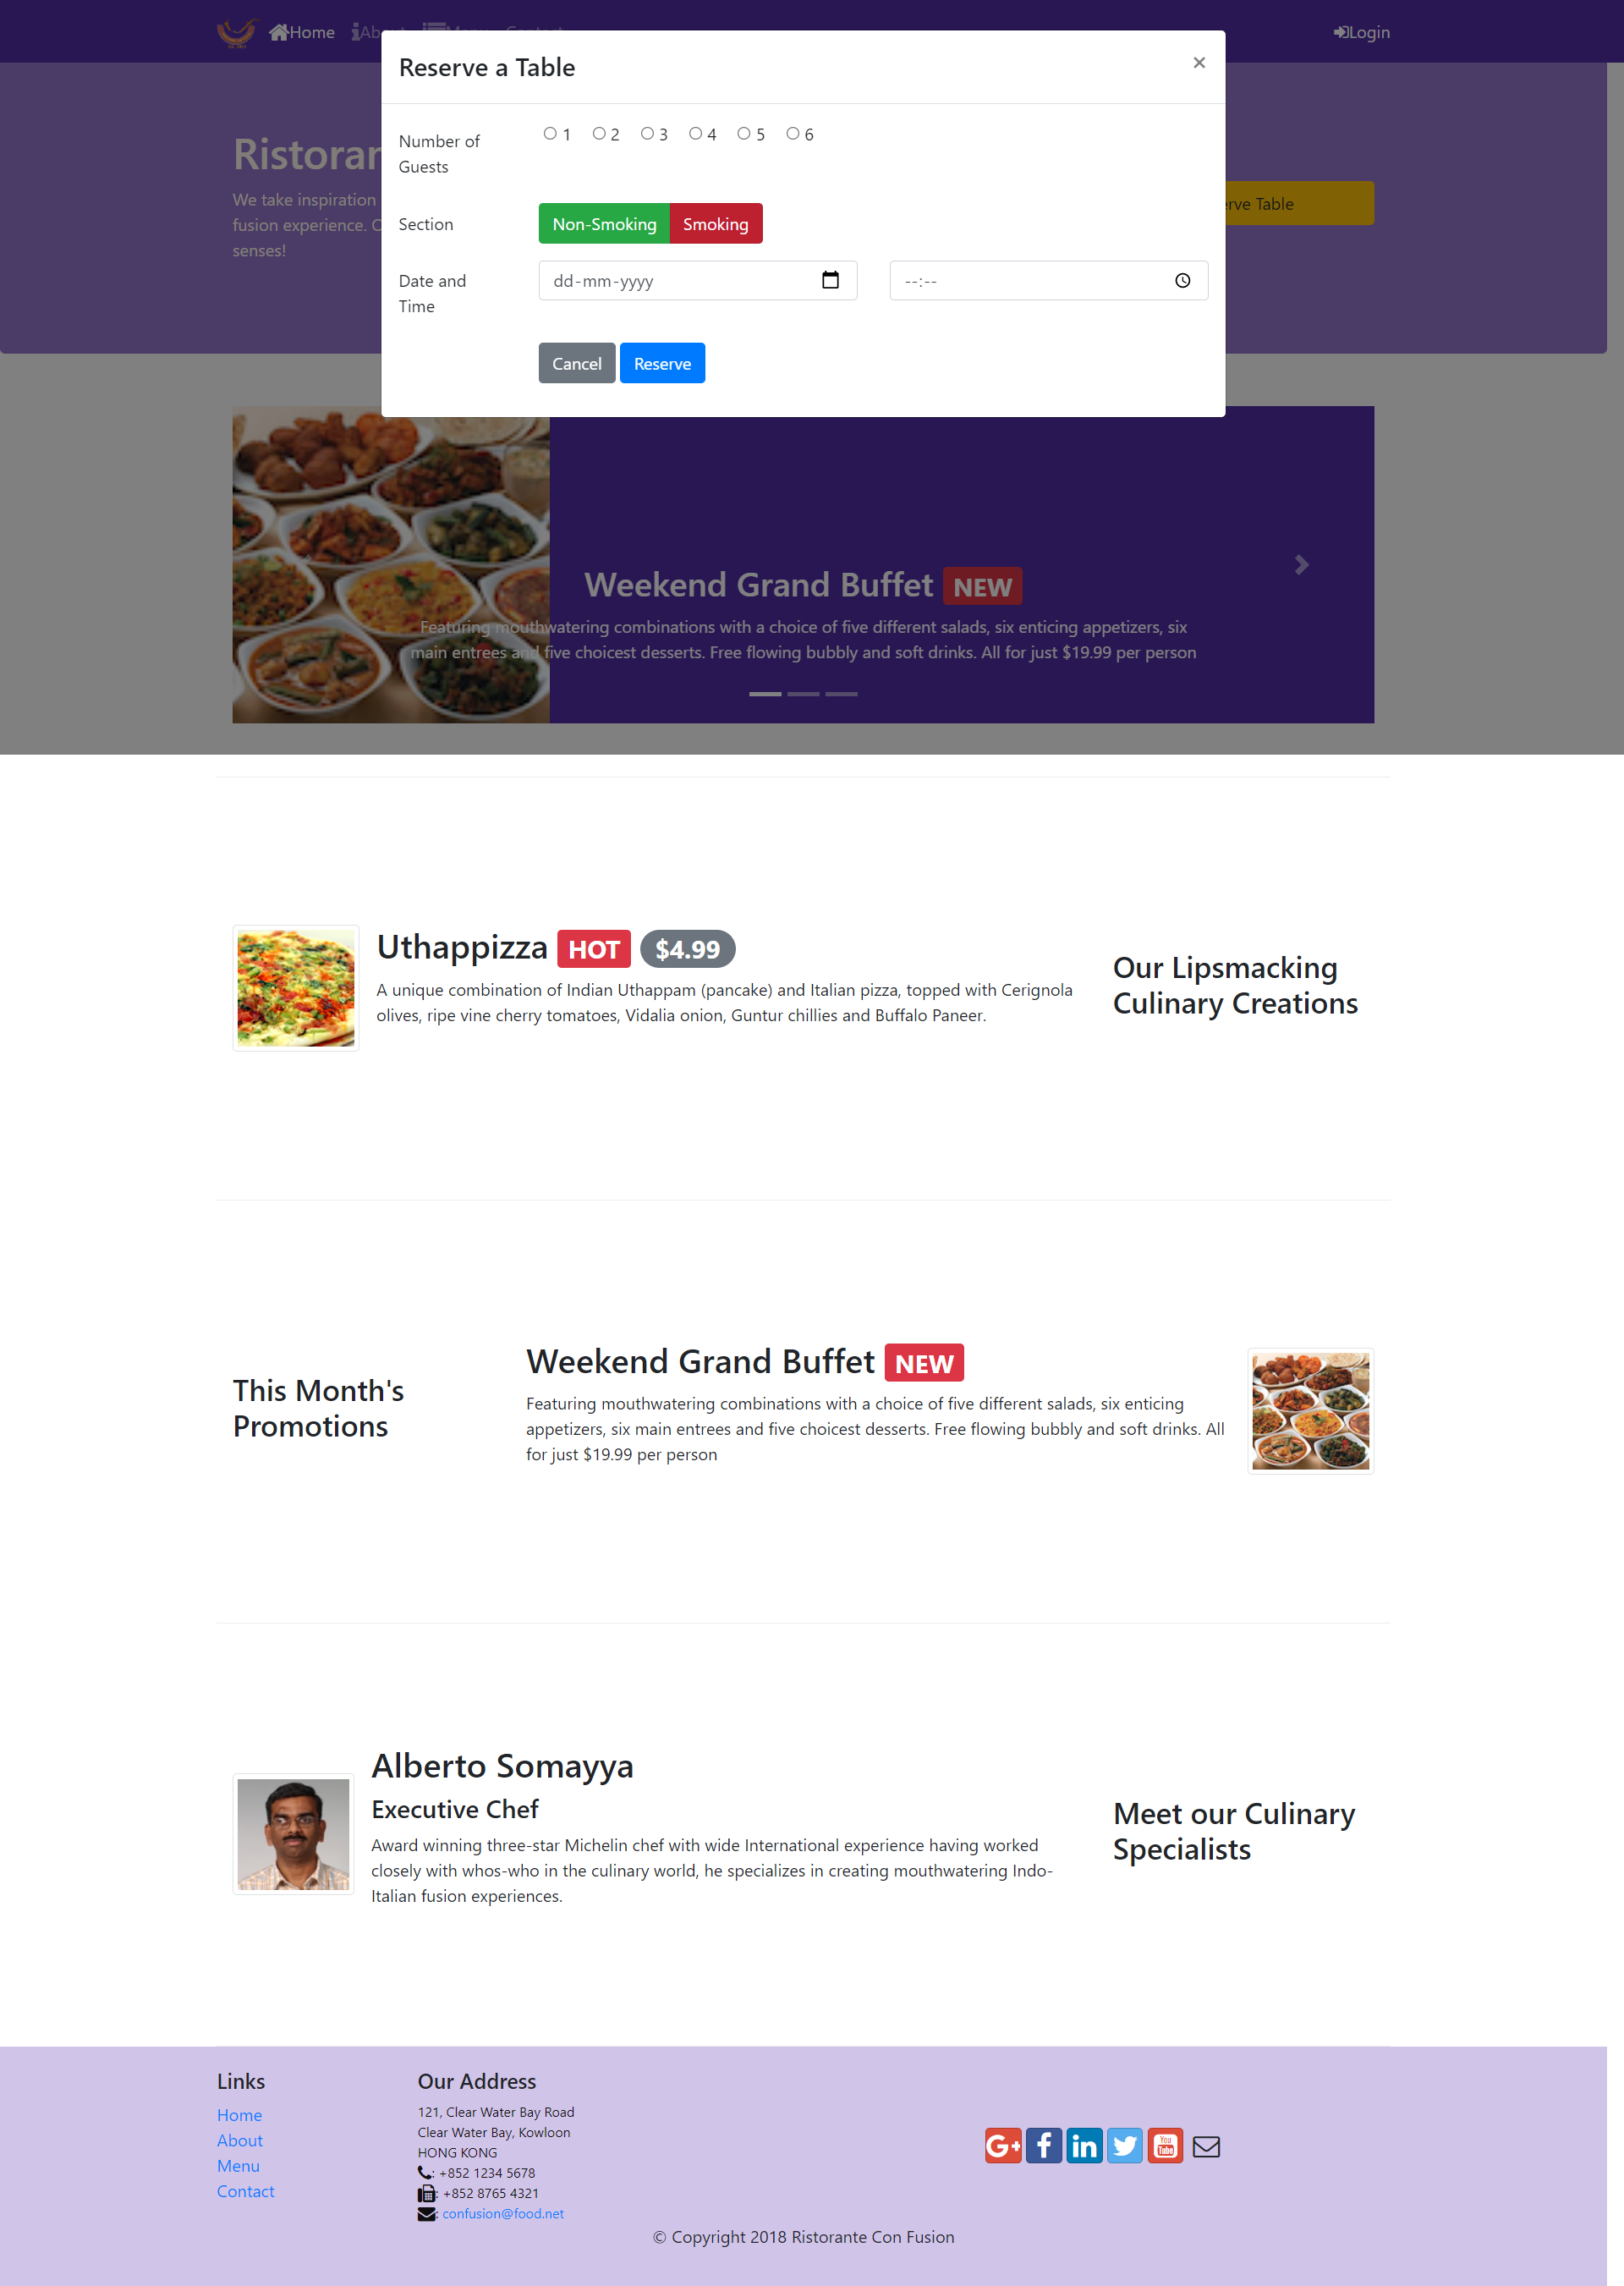 Home
Login
Reserve a Table
×
Number of
Guests
1 2 3 4 5 6
Section
Non-Smoking Smoking
Date and
Time
dd-mm-yyyy
--:--
Cancel Reserve
We take inspiration
fusion experience.
senses!
Table
Weekend Grand Buffet NEW
Featuring mouthwatering combinations with a choice of five different salads, six enticing appetizers, six
main entrees and five choicest desserts. Free flowing bubbly and soft drinks. All for just $19.99 per person
Uthappizza HOT $4.99
A unique combination of Indian Uthappam (pancake) and Italian pizza, topped with Cerignola
olives, ripe vine cherry tomatoes, Vidalia onion, Guntur chillies and Buffalo Paneer.
Our Lipsmacking
Culinary Creations
This Month's
Promotions
Weekend Grand Buffet NEW
Featuring mouthwatering combinations with a choice of five different salads, six enticing
appetizers, six main entrees and five choicest desserts. Free flowing bubbly and soft drinks. All
for just $19.99 per person
Alberto Somayya
Executive Chef
Award winning three-star Michelin chef with wide International experience having worked
closely with whos-who in the culinary world, he specializes in creating mouthwatering Indo-
Italian fusion experiences.
Meet our Culinary
Specialists
Links
Home
About
Menu
Contact
Our Address
121, Clear Water Bay Road
Clear Water Bay, Kowloon
HONG KONG
: +852 1234 5678
: +852 8765 4321
: confusion@food.net
G+ f in You Tube
© Copyright 2018 Ristorante Con Fusion